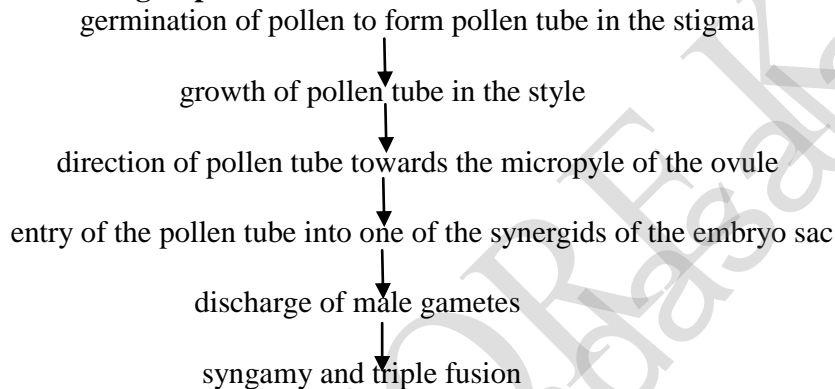 germination of pollen to form pollen tube in the stigma
growth of pollen tube in the style
direction of pollen tube towards the micropyle of the ovule
entry of the pollen tube into one of the synergids of the embryo sac
discharge of male gametes
syngamy and triple fusion